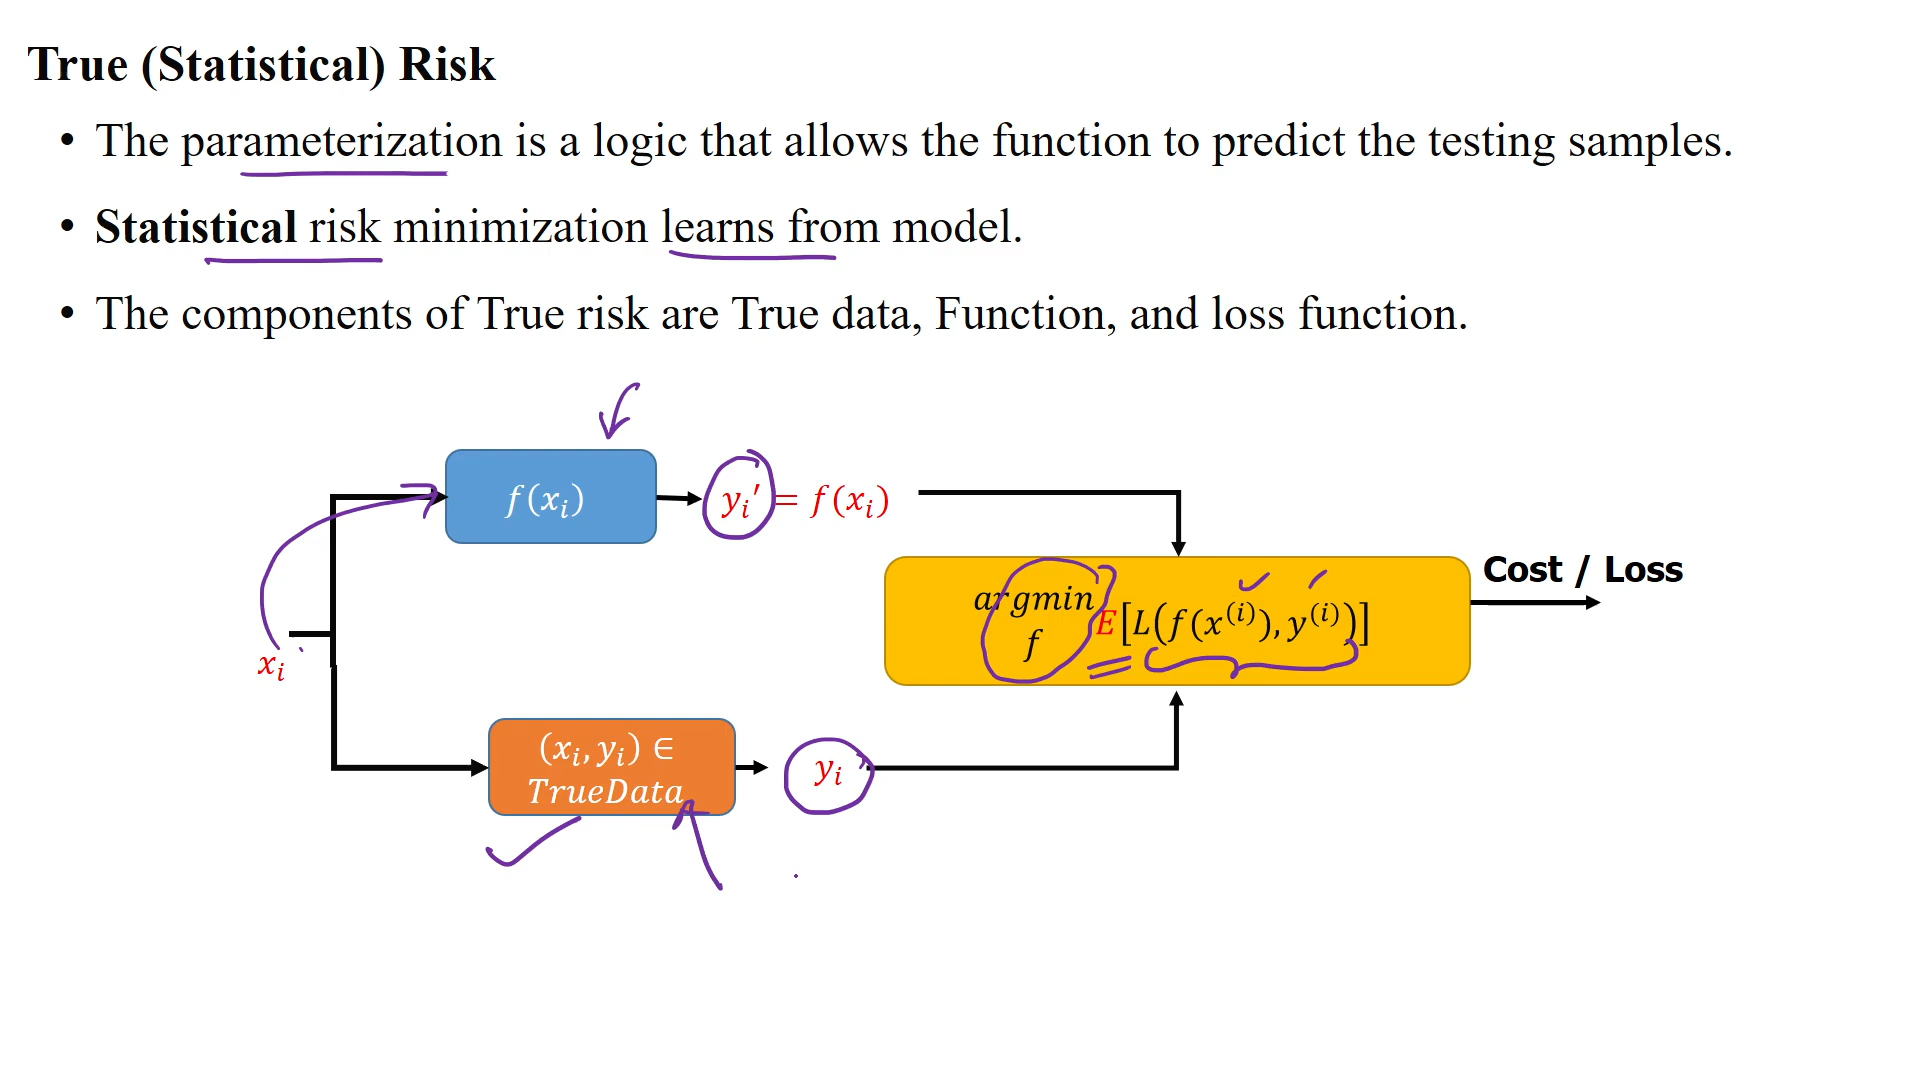 True (Statistical) Risk
• The parameterization is a logic that allows the function to predict the testing samples.
• Statistical risk minimization learns from model.
• The components of True risk are True data, Function, and loss function.
f(xᵢ)
yᵢ′ = f(xᵢ)
Cost / Loss
argmin
f
E[L(f(x⁽ⁱ⁾), y⁽ⁱ⁾)]
xᵢ
(xᵢ, yᵢ) ∈
TrueData
yᵢ